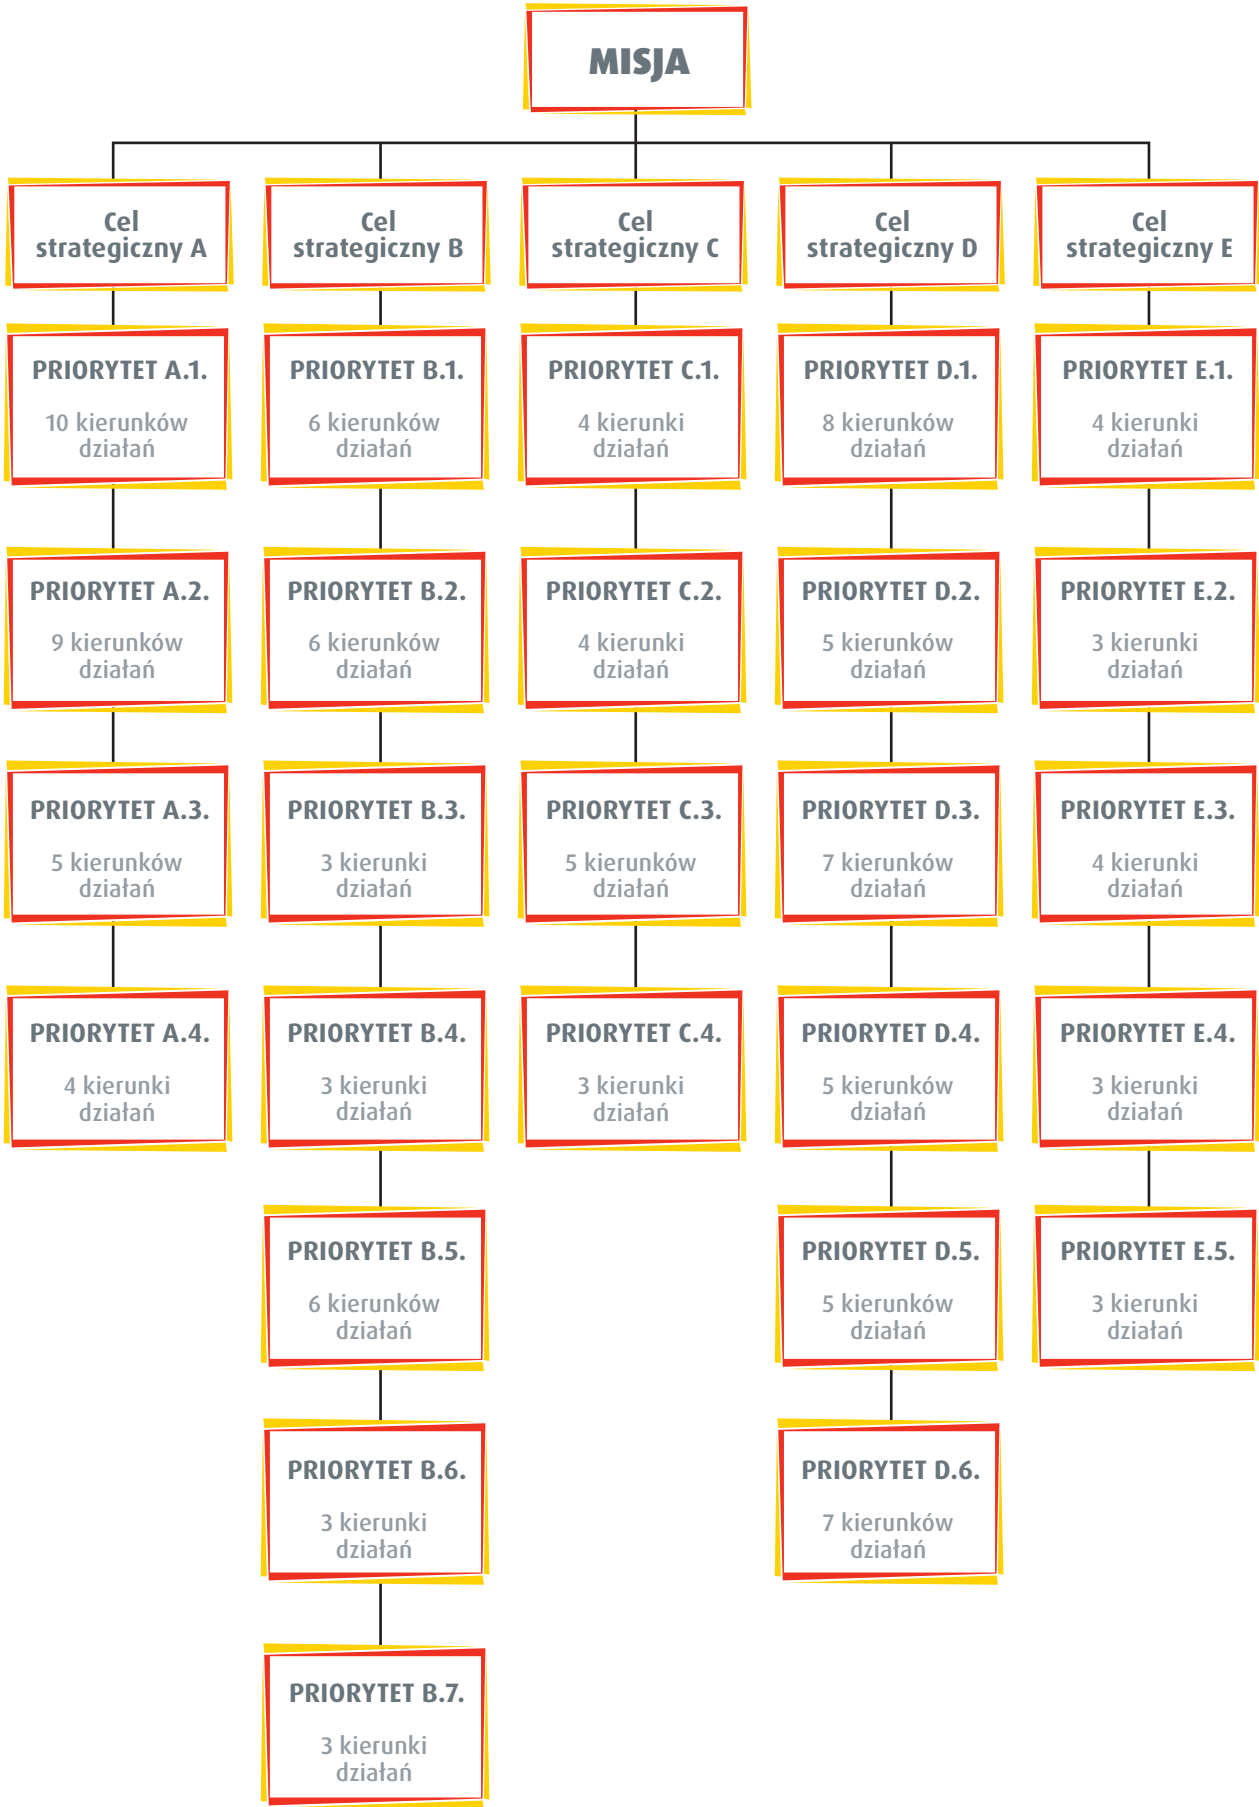 MISJA
Cel
strategiczny A
Cel
strategiczny B
Cel
strategiczny C
Cel
strategiczny D
Cel
strategiczny E
PRIORYTET A.1.
10 kierunków
działań
PRIORYTET B.1.
6 kierunków
działań
PRIORYTET C.1.
4 kierunki
działań
PRIORYTET D.1.
8 kierunków
działań
PRIORYTET E.1.
4 kierunki
działań
PRIORYTET A.2.
9 kierunków
działań
PRIORYTET B.2.
6 kierunków
działań
PRIORYTET C.2.
4 kierunki
działań
PRIORYTET D.2.
5 kierunków
działań
PRIORYTET E.2.
3 kierunki
działań
PRIORYTET A.3.
5 kierunków
działań
PRIORYTET B.3.
3 kierunki
działań
PRIORYTET C.3.
5 kierunków
działań
PRIORYTET D.3.
7 kierunków
działań
PRIORYTET E.3.
4 kierunki
działań
PRIORYTET A.4.
4 kierunki
działań
PRIORYTET B.4.
3 kierunki
działań
PRIORYTET C.4.
3 kierunki
działań
PRIORYTET D.4.
5 kierunków
działań
PRIORYTET E.4.
3 kierunki
działań
PRIORYTET B.5.
6 kierunków
działań
PRIORYTET D.5.
5 kierunków
działań
PRIORYTET E.5.
3 kierunki
działań
PRIORYTET B.6.
3 kierunki
działań
PRIORYTET D.6.
7 kierunków
działań
PRIORYTET B.7.
3 kierunki
działań